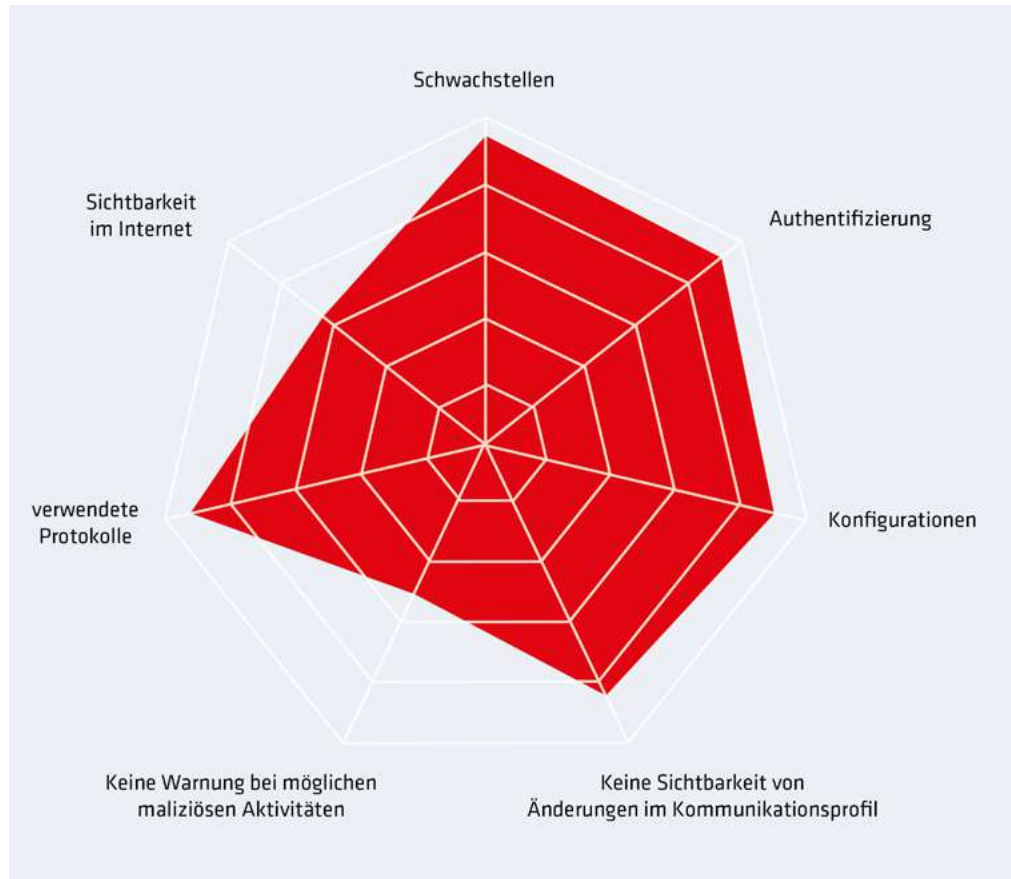 Schwachstellen
Sichtbarkeit
im Internet
Authentifizierung
verwendete
Protokolle
Konfigurationen
Keine Warnung bei möglichen
maliziösen Aktivitäten
Keine Sichtbarkeit von
Änderungen im Kommunikationsprofil